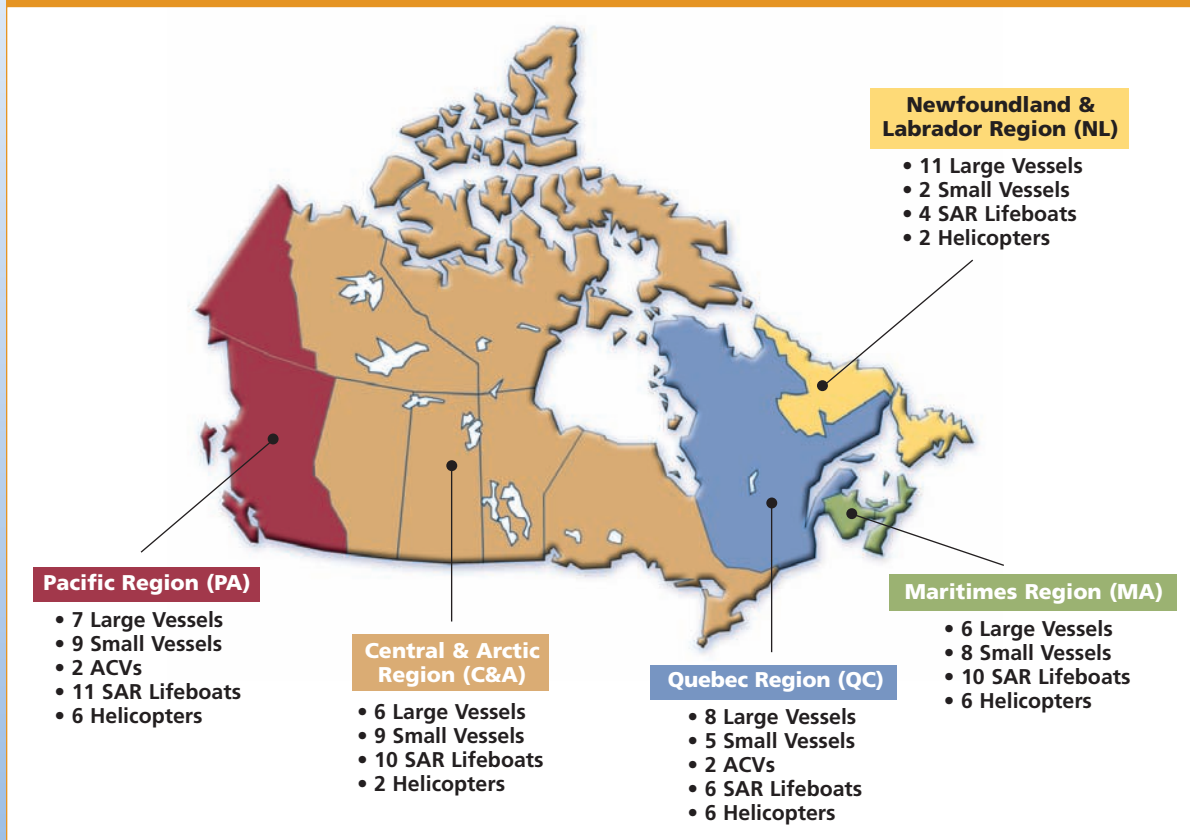 Newfoundland &
Labrador Region (NL)
• 11 Large Vessels
• 2 Small Vessels
• 4 SAR Lifeboats
• 2 Helicopters
Pacific Region (PA)
• 7 Large Vessels
• 9 Small Vessels
• 2 ACVs
• 11 SAR Lifeboats
• 6 Helicopters
Central & Arctic
Region (C&A)
• 6 Large Vessels
• 9 Small Vessels
• 10 SAR Lifeboats
• 2 Helicopters
Quebec Region (QC)
• 8 Large Vessels
• 5 Small Vessels
• 2 ACVs
• 6 SAR Lifeboats
• 6 Helicopters
Maritimes Region (MA)
• 6 Large Vessels
• 8 Small Vessels
• 10 SAR Lifeboats
• 6 Helicopters